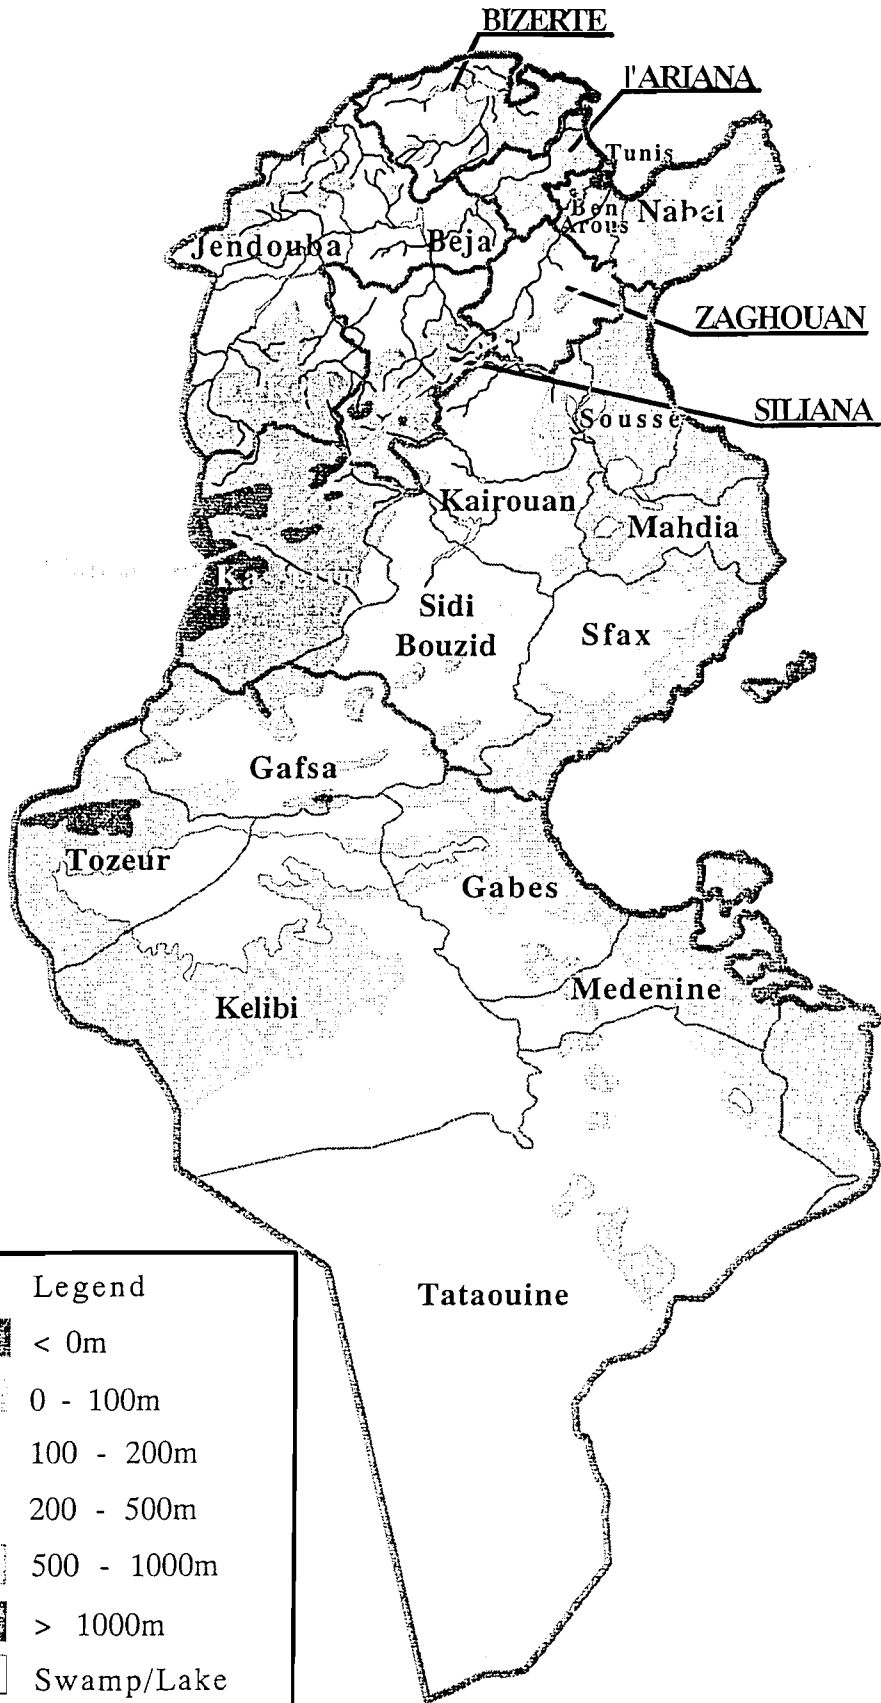 BIZERTE
l'ARIANA
Tunis
Ben
Arous
Nabei
Jendouba
Beja
ZAGHOUAN
SILIANA
Sousse
Kairouan
Mahdia
Sidi
Bouzid
Sfax
Gafsa
Tozeur
Gabes
Kelibi
Medenine
Tataouine
Legend
< 0m
0 - 100m
100 - 200m
200 - 500m
500 - 1000m
> 1000m
Swamp/Lake